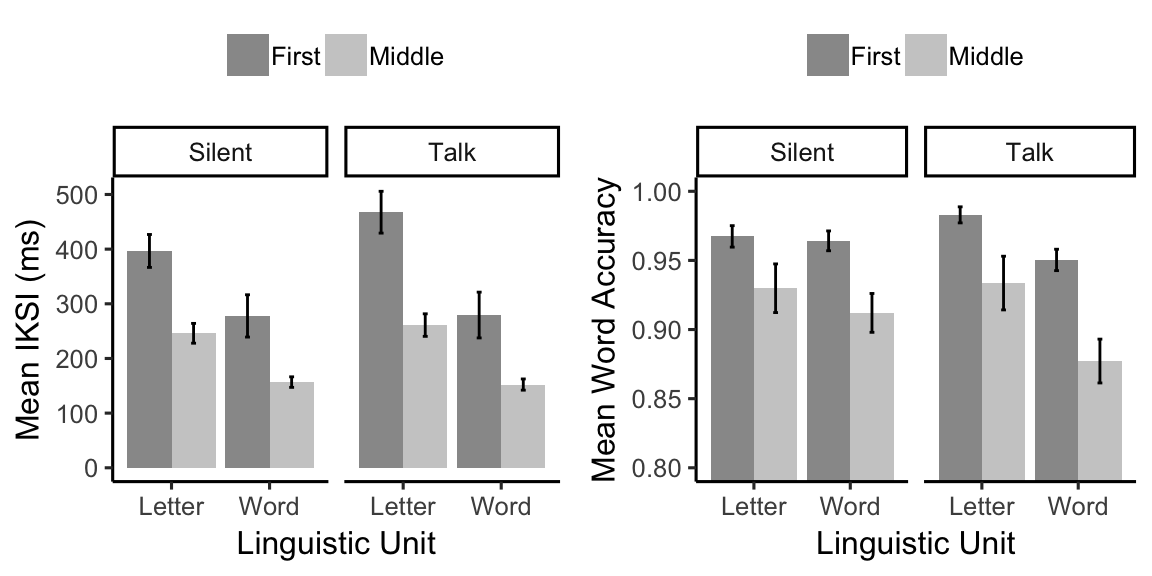 First Middle
Silent Talk
Mean IKSI (ms)
500
400
300
200
100
0
Letter Word Letter Word
Linguistic Unit
First Middle
Silent Talk
Mean Word Accuracy
1.00
0.95
0.90
0.85
0.80
Letter Word Letter Word
Linguistic Unit